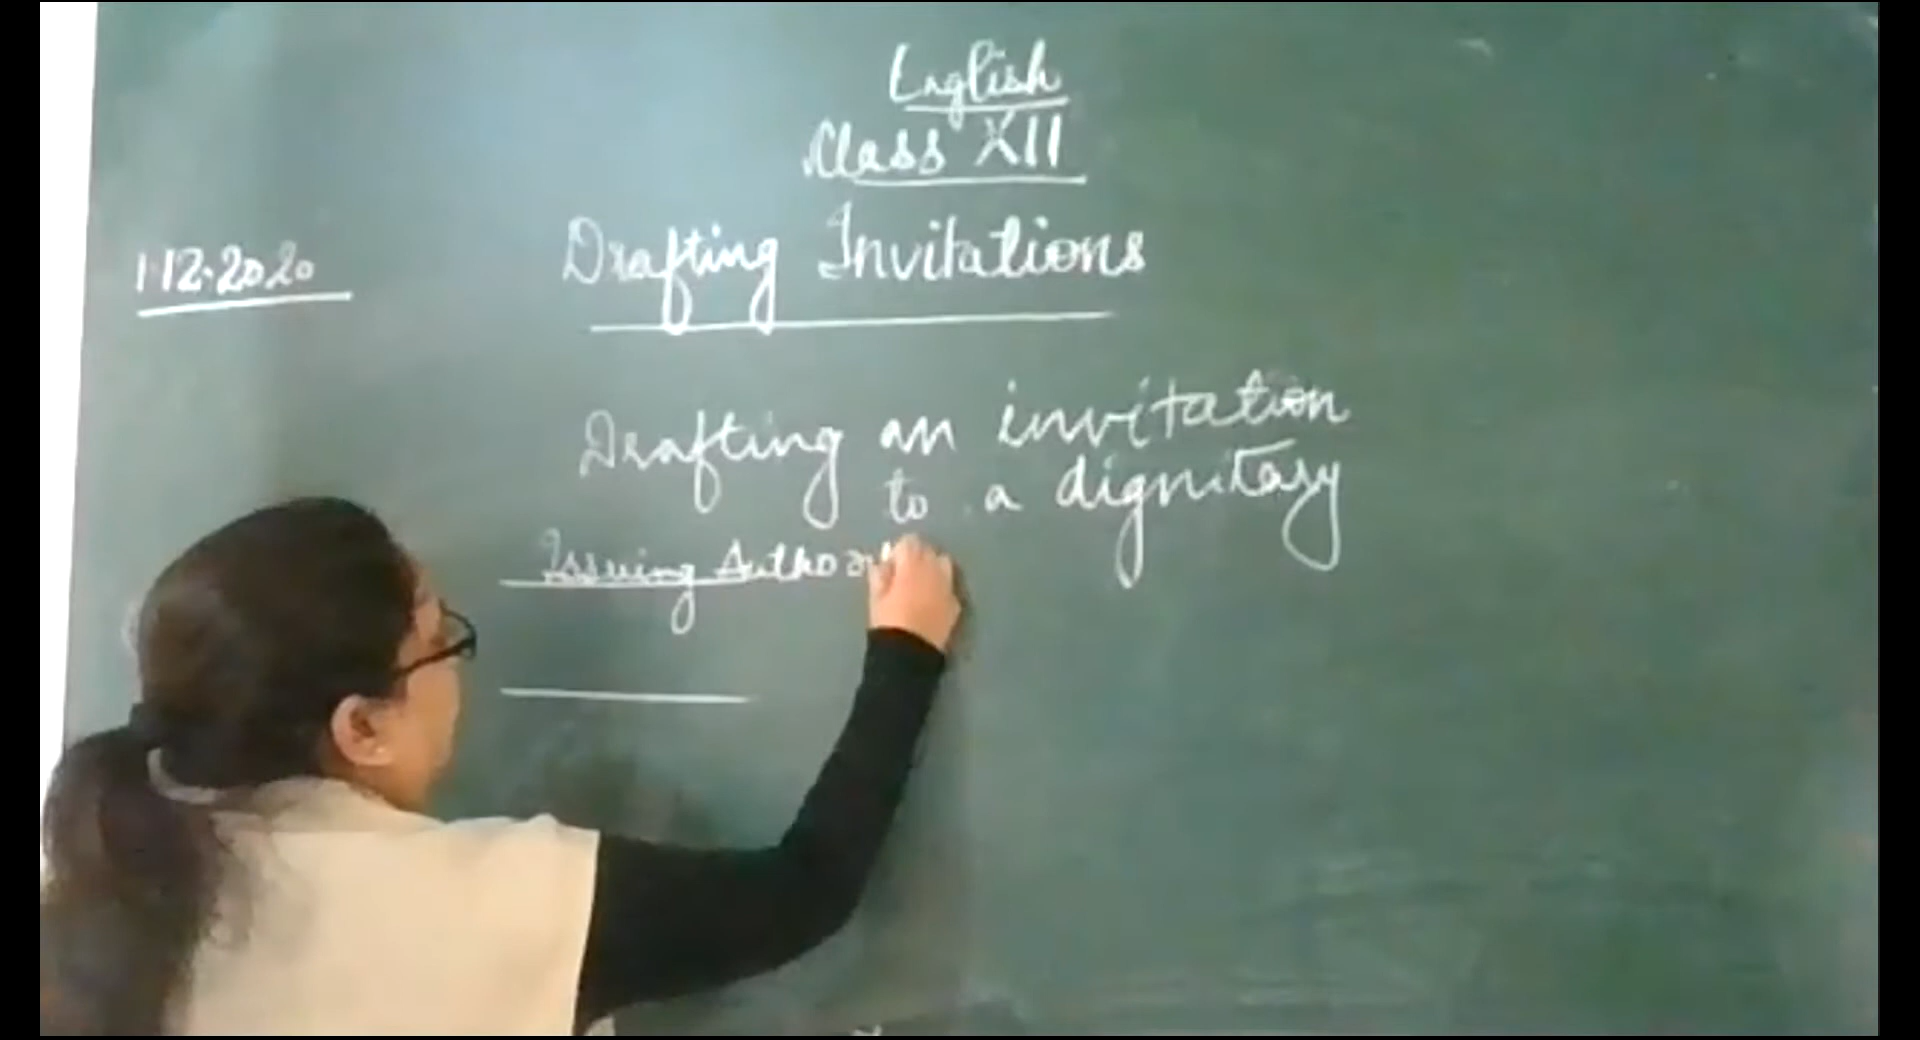 English
Class XII
1.12.2020
Drafting Invitations
Drafting an invitation
to a dignitary
Issuing